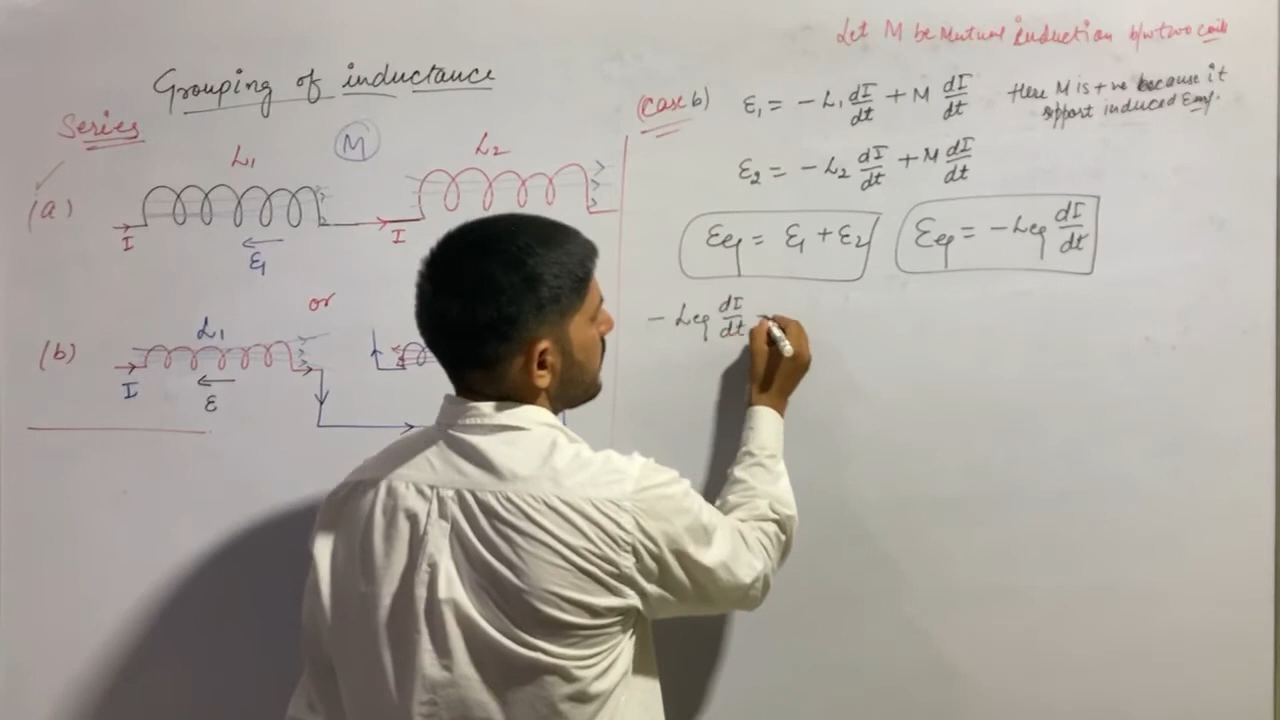 Let M be Mutual induction b/w two coils
Grouping of inductance
Series
(a)
L₁
M
L₂
I
I
ε₁
or
(b)
L₁
I
ε
(case b)
ε₁ = - L₁ dI/dt + M dI/dt
Here M is +ve because it
support induced Emf.
ε₂ = - L₂ dI/dt + M dI/dt
εeq = ε₁ + ε₂
εeq = - Leq dI/dt
- Leq dI/dt